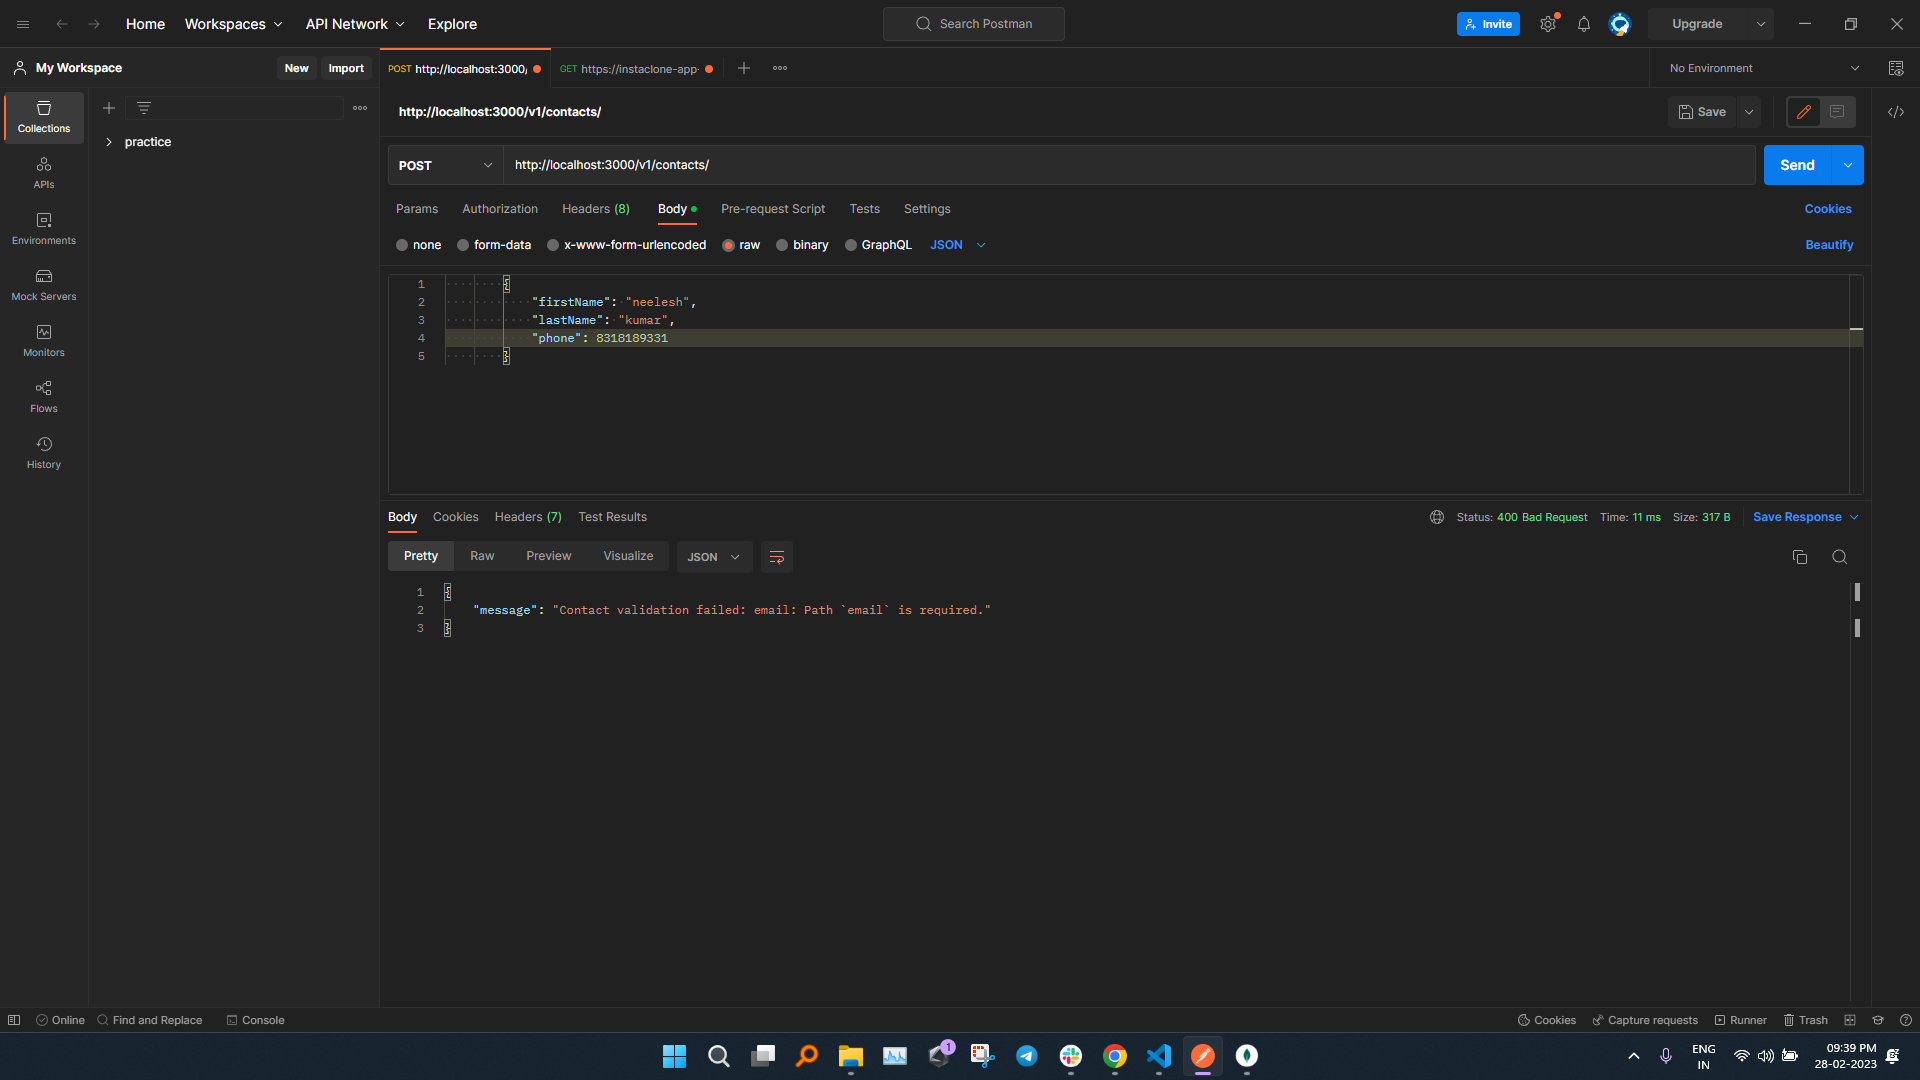 Home
Workspaces
API Network
Explore
Search Postman
Invite
Upgrade
My Workspace
New
Import
POST http://localhost:3000/
GET https://instaclone-app-
No Environment
Collections
APIs
Environments
Mock Servers
Monitors
Flows
History
practice
http://localhost:3000/v1/contacts/
Save
POST
http://localhost:3000/v1/contacts/
Send
Params
Authorization
Headers (8)
Body
Pre-request Script
Tests
Settings
Cookies
none
form-data
x-www-form-urlencoded
raw
binary
GraphQL
JSON
Beautify
1 {
2 "firstName": "neelesh",
3 "lastName": "kumar",
4 "phone": 8318189331
5 }
Body
Cookies
Headers (7)
Test Results
Status: 400 Bad Request
Time: 11 ms
Size: 317 B
Save Response
Pretty
Raw
Preview
Visualize
JSON
1 {
2 "message": "Contact validation failed: email: Path `email` is required."
3 }
Online
Find and Replace
Console
Cookies
Capture requests
Runner
Trash
1
ENG
IN
09:39 PM
28-02-2023